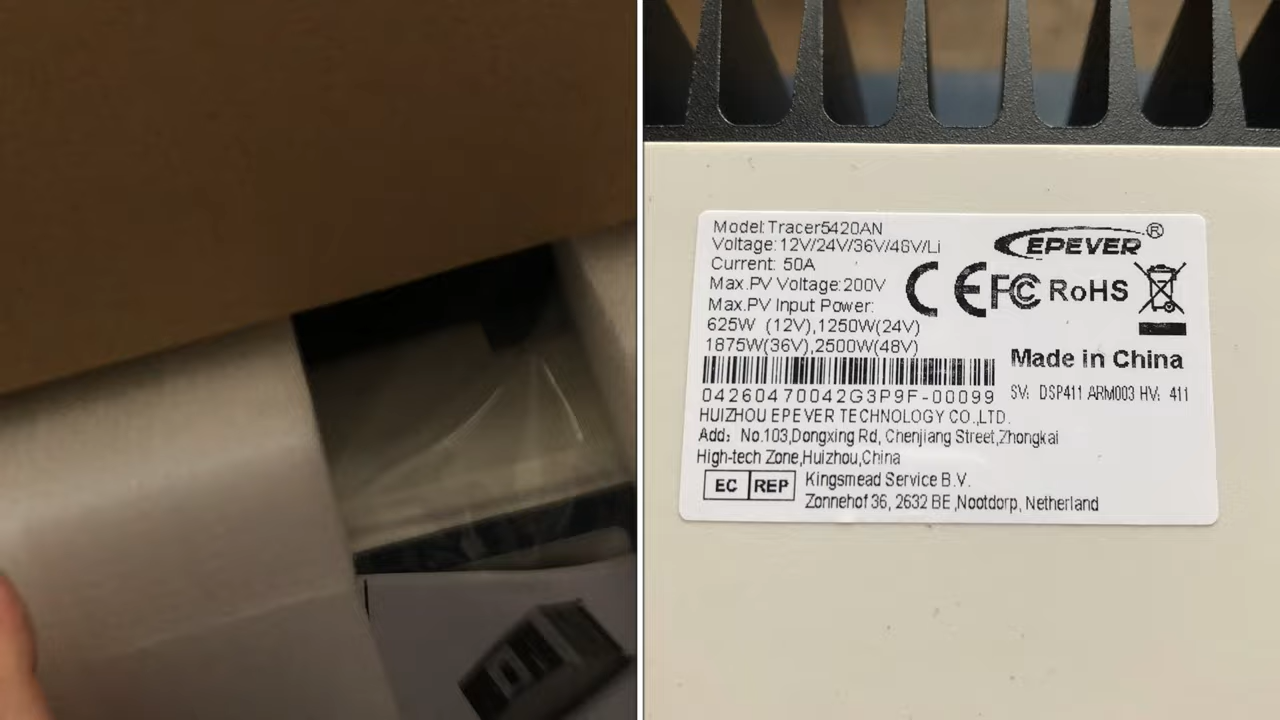 Model:Tracer5420AN
Voltage:12V/24V/36V/48V/Li
Current: 50A
Max.PV Voltage:200V
Max.PV Input Power:
625W (12V),1250W(24V)
1875W(36V),2500W(48V)
EPEVER ®
CE FC RoHS
Made in China
04260470042G3P9F-00099
SV: DSP411 ARM003 HV: 411
HUIZHOU EPEVER TECHNOLOGY CO.,LTD.
Add: No.103,Dongxing Rd, Chenjiang Street,Zhongkai
High-tech Zone,Huizhou,China
EC REP
Kingsmead Service B.V.
Zonnehof 36, 2632 BE ,Nootdorp, Netherland